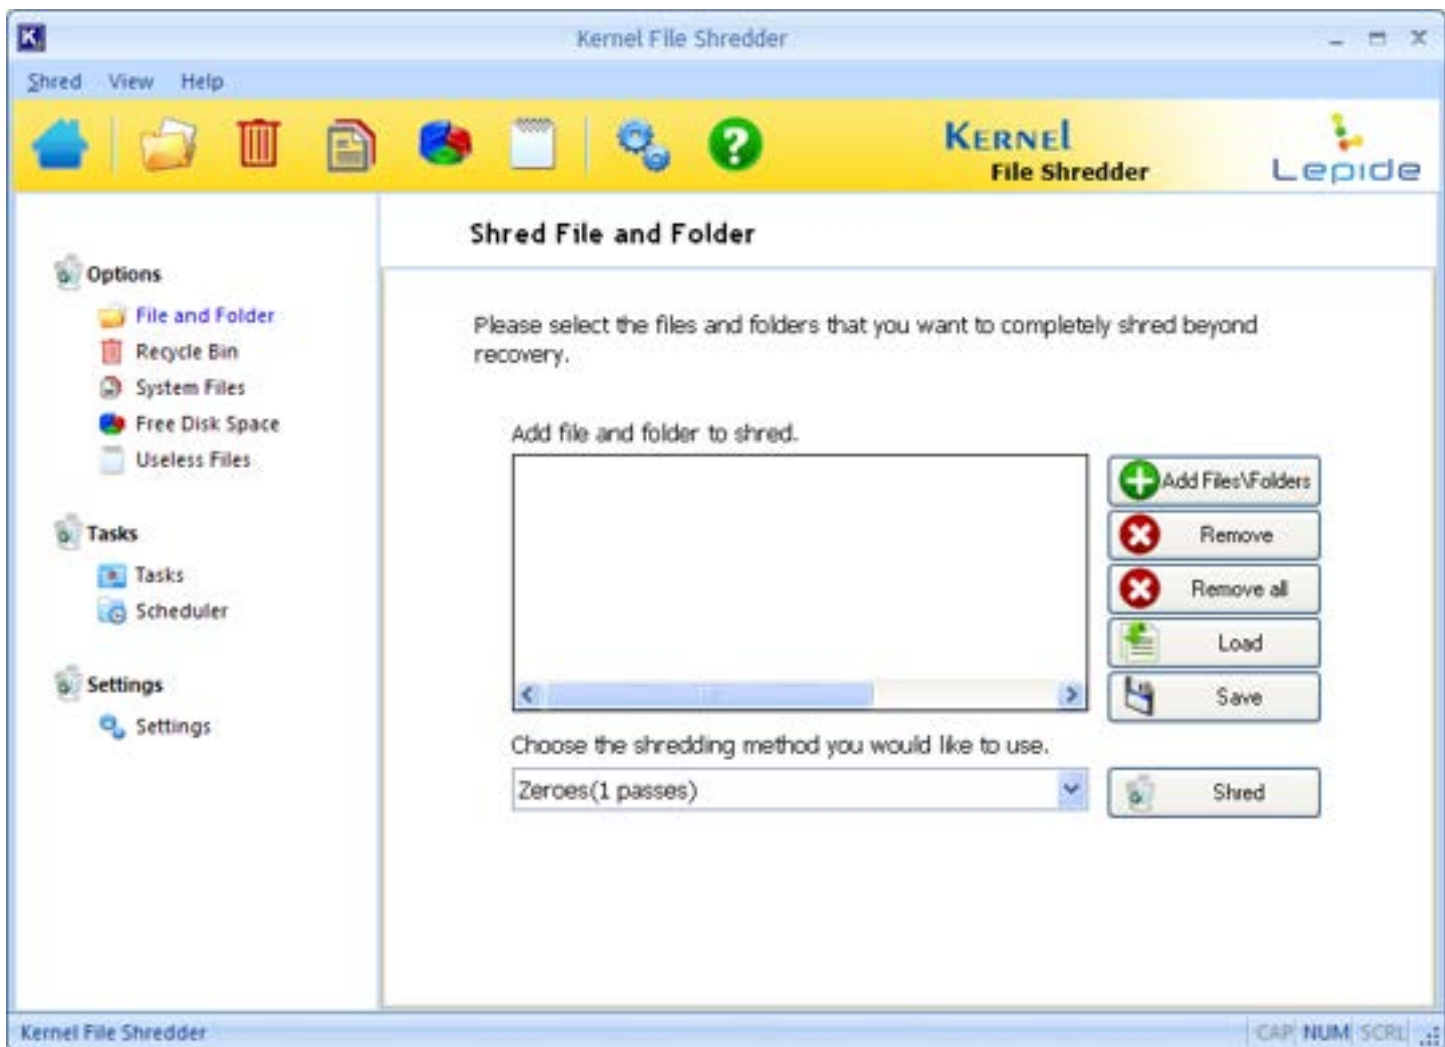 Kernel File Shredder
Shred View Help
KERNEL
File Shredder
Lepide
Shred File and Folder
Options
File and Folder
Recycle Bin
System Files
Free Disk Space
Useless Files
Tasks
Tasks
Scheduler
Settings
Settings
Please select the files and folders that you want to completely shred beyond
recovery.
Add file and folder to shred.
Add Files\Folders
Remove
Remove all
Load
Save
Choose the shredding method you would like to use.
Zeroes(1 passes)
Shred
Kernel File Shredder
CAP NUM SCRL